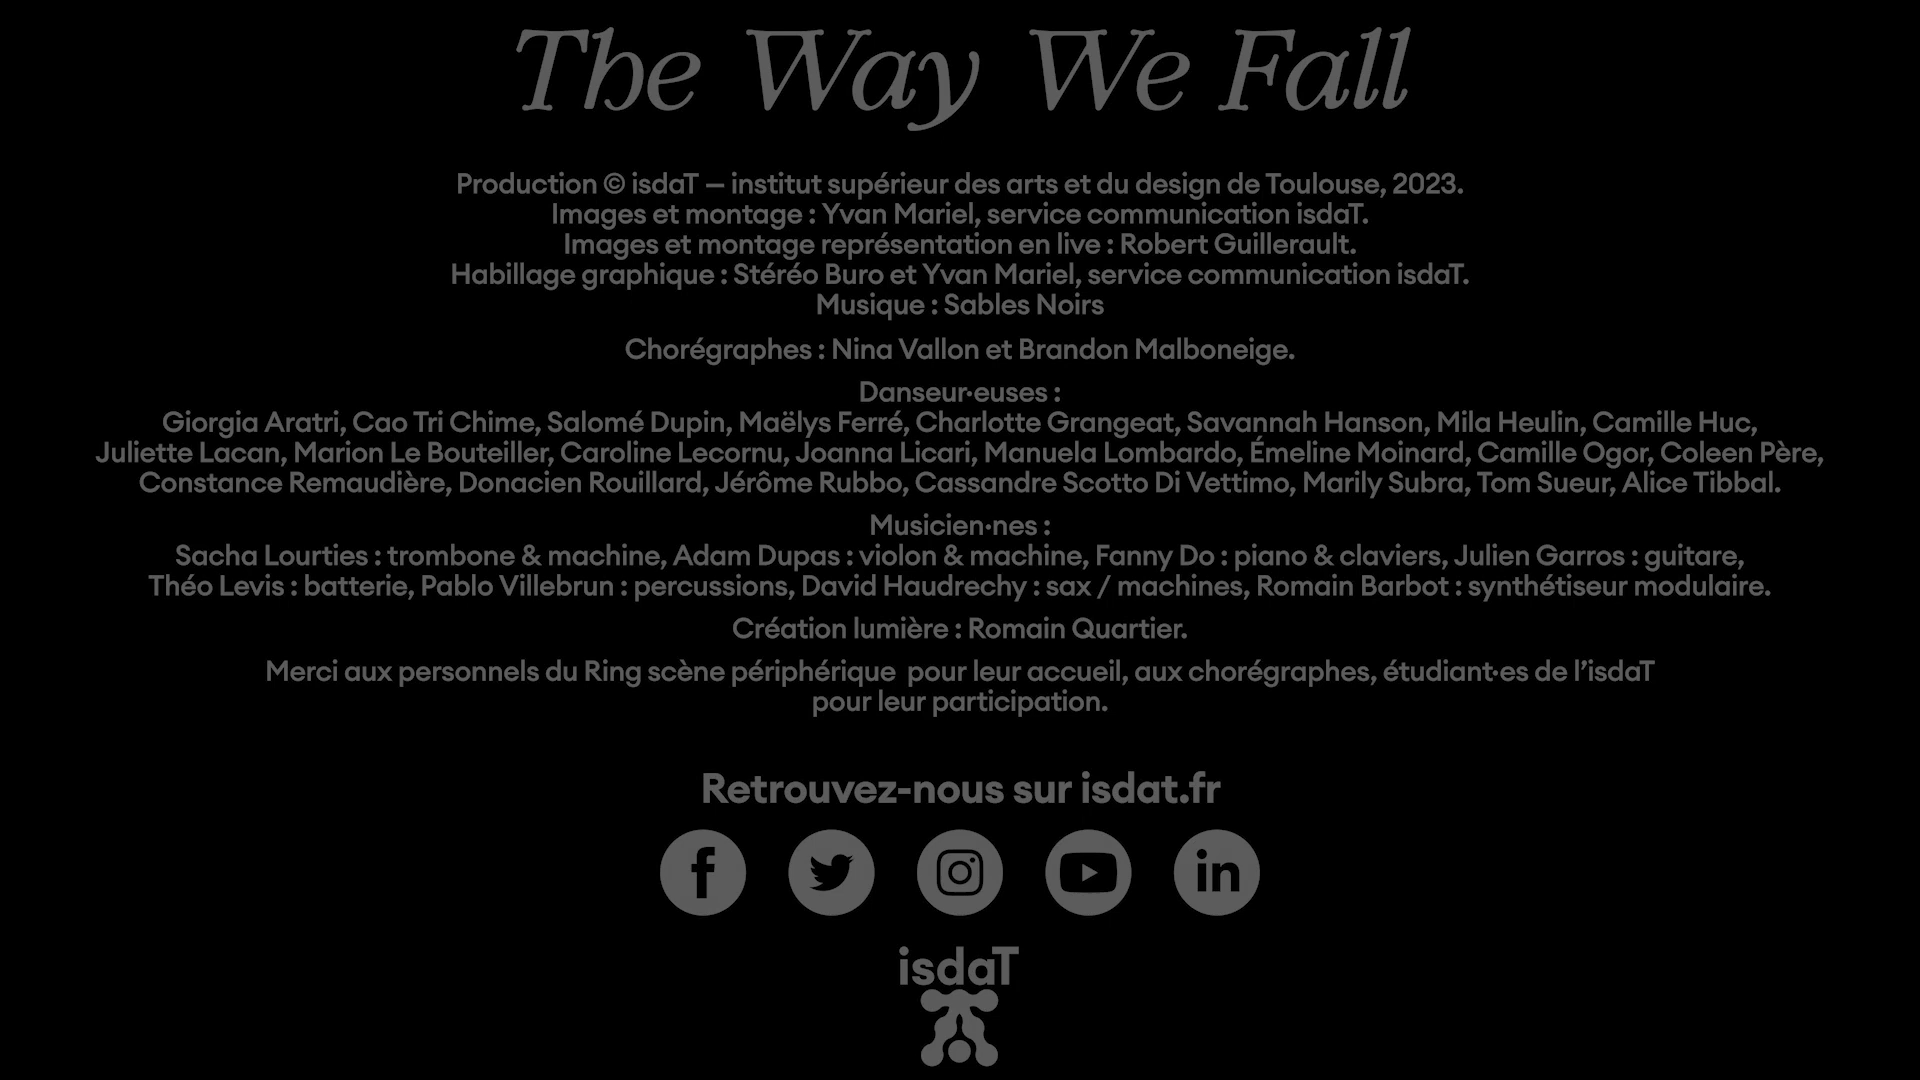 The Way We Fall
Production © isdaT — institut supérieur des arts et du design de Toulouse, 2023.
Images et montage : Yvan Mariel, service communication isdaT.
Images et montage représentation en live : Robert Guillerault.
Habillage graphique : Stéréo Buro et Yvan Mariel, service communication isdaT.
Musique : Sables Noirs
Chorégraphes : Nina Vallon et Brandon Malboneige.
Danseur·euses :
Giorgia Aratri, Cao Tri Chime, Salomé Dupin, Maëlys Ferré, Charlotte Grangeat, Savannah Hanson, Mila Heulin, Camille Huc,
Juliette Lacan, Marion Le Bouteiller, Caroline Lecornu, Joanna Licari, Manuela Lombardo, Émeline Moinard, Camille Ogor, Coleen Père,
Constance Remaudière, Donacien Rouillard, Jérôme Rubbo, Cassandre Scotto Di Vettimo, Marily Subra, Tom Sueur, Alice Tibbal.
Musicien·nes :
Sacha Lourties : trombone & machine, Adam Dupas : violon & machine, Fanny Do : piano & claviers, Julien Garros : guitare,
Théo Levis : batterie, Pablo Villebrun : percussions, David Haudrechy : sax / machines, Romain Barbot : synthétiseur modulaire.
Création lumière : Romain Quartier.
Merci aux personnels du Ring scène périphérique  pour leur accueil, aux chorégraphes, étudiant·es de l’isdaT
pour leur participation.
Retrouvez-nous sur isdat.fr
isdaT